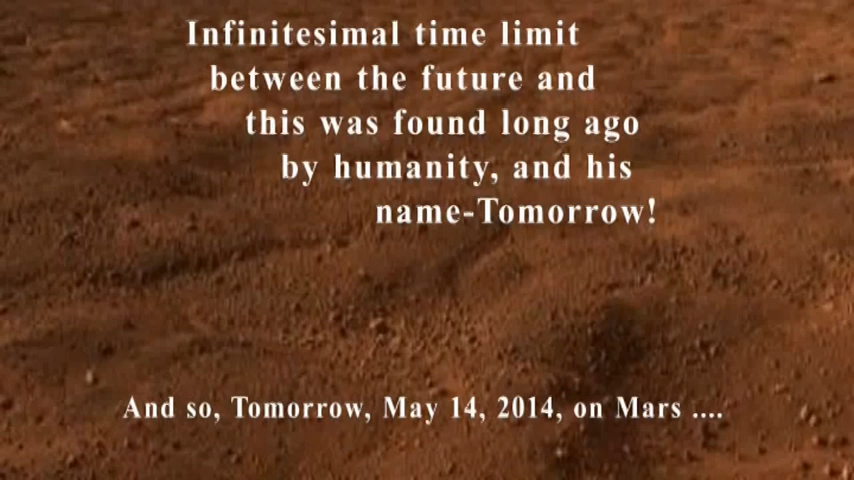 Infinitesimal time limit
between the future and
this was found long ago
by humanity, and his
name-Tomorrow!
And so, Tomorrow, May 14, 2014, on Mars ....